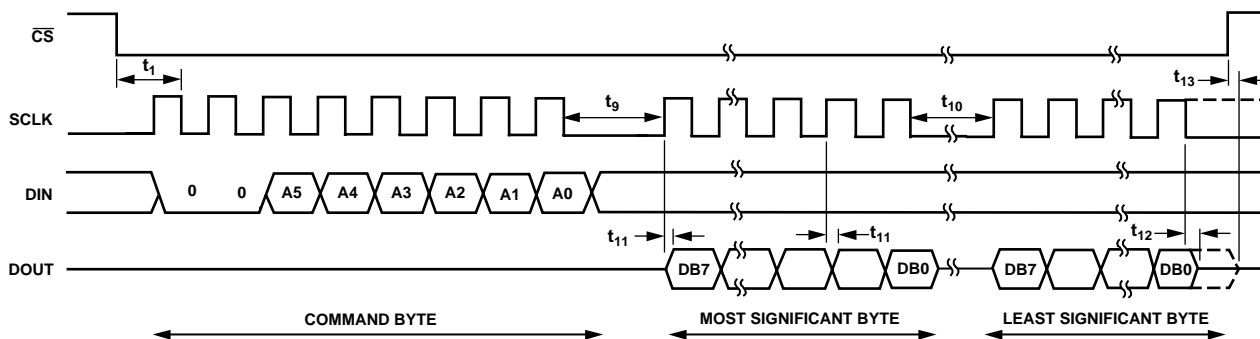 CS
t1
t13
SCLK
t9
t10
DIN
0 0 A5 A4 A3 A2 A1 A0
t11
t11
t12
DOUT
DB7 DB0 DB7 DB0
COMMAND BYTE MOST SIGNIFICANT BYTE LEAST SIGNIFICANT BYTE